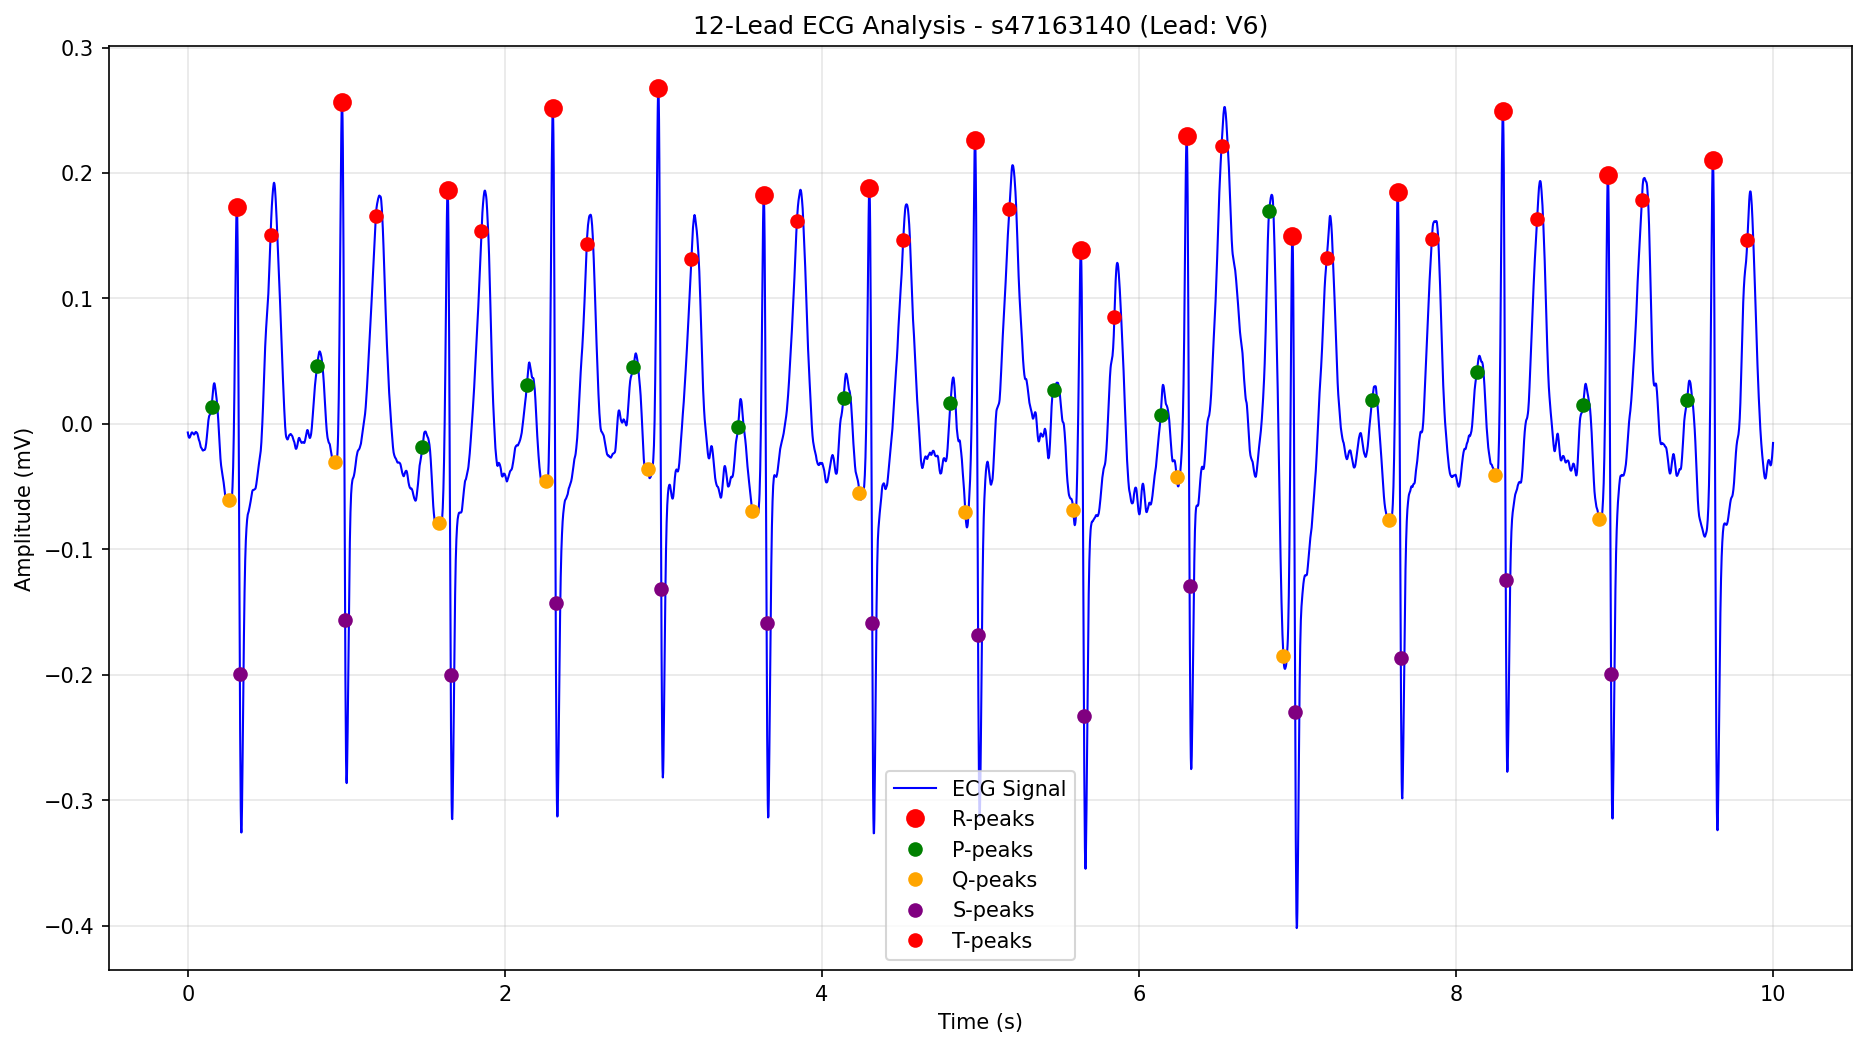 12-Lead ECG Analysis - s47163140 (Lead: V6)
0.3
0.2
0.1
0.0
−0.1
−0.2
−0.3
−0.4
Amplitude (mV)
ECG Signal
R-peaks
P-peaks
Q-peaks
S-peaks
T-peaks
0 2 4 6 8 10
Time (s)